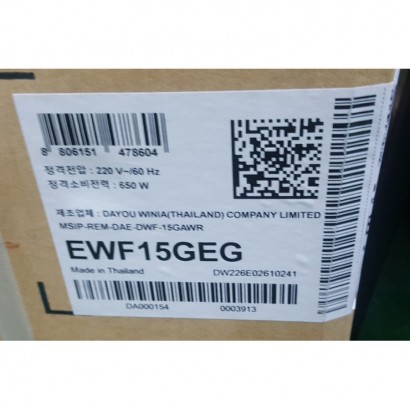 8 806151 478604
정격전압 : 220 V~/60 Hz
정격소비전력 : 650 W
제조업체 : DAYOU WINIA(THAILAND) COMPANY LIMITED
MSIP-REM-DAE-DWF-15GAWR
EWF15GEG
Made in Thailand
DW226E02610241
DA000154
0003913